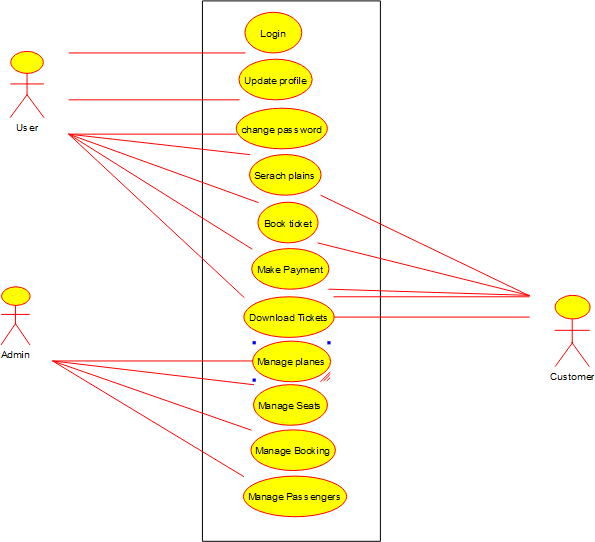 Login
Update profile
User
change password
Serach plains
Book ticket
Make Payment
Download Tickets
Admin
Manage planes
Customer
Manage Seats
Manage Booking
Manage Passengers